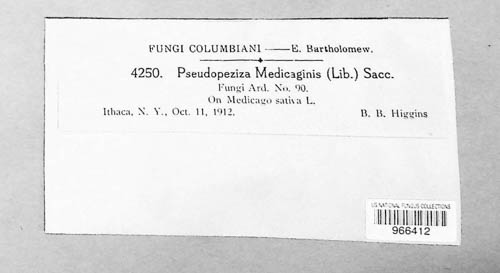 FUNGI COLUMBIANI — E. Bartholomew.
4250. Pseudopeziza Medicaginis (Lib.) Sacc.
Fungi Ard. No. 90.
On Medicago sativa L.
Ithaca, N. Y., Oct. 11, 1912. B. B. Higgins
US NATIONAL FUNGUS COLLECTIONS
966412